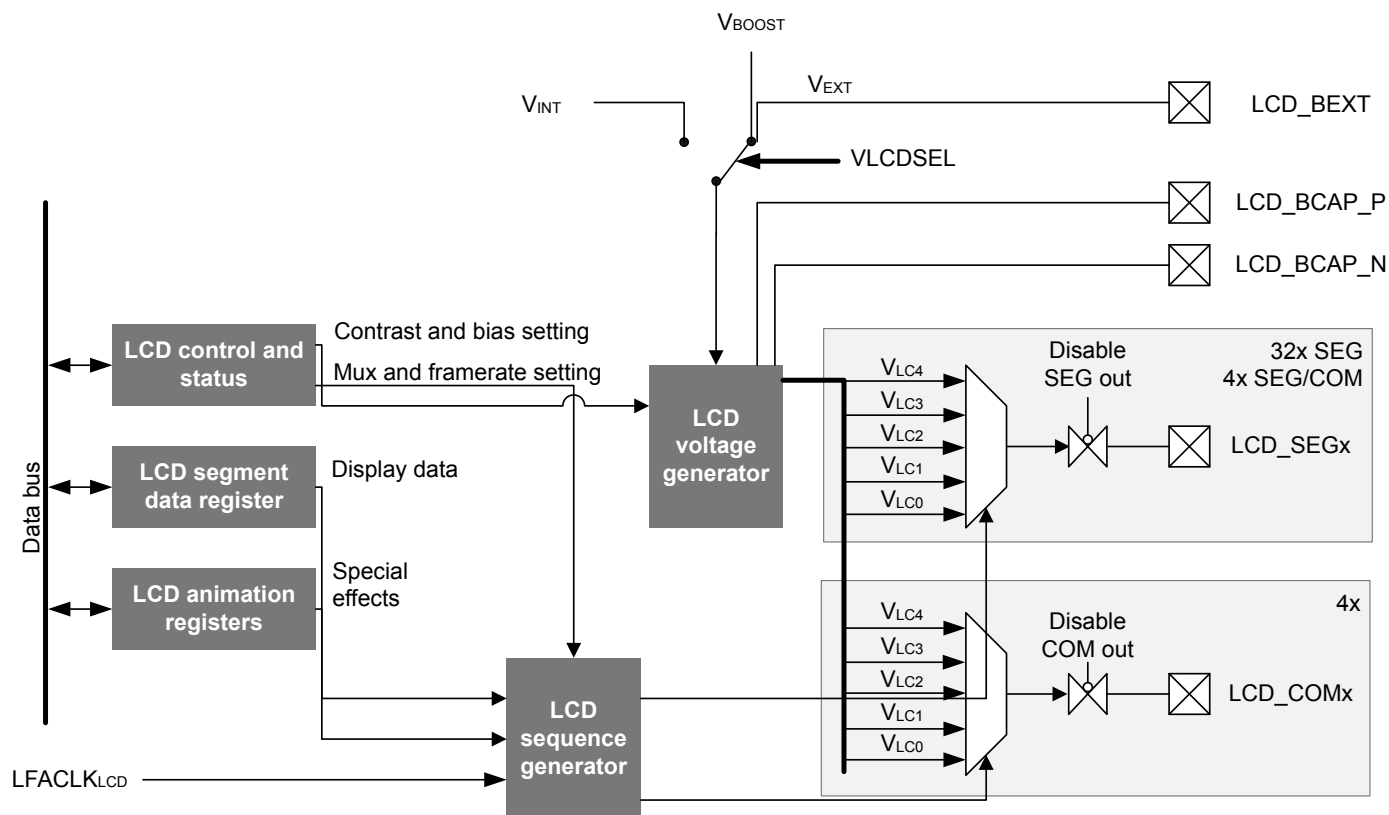 VBOOST
VINT
VEXT
LCD_BEXT
VLCDSEL
LCD_BCAP_P
LCD_BCAP_N
Data bus
LCD control and
status
Contrast and bias setting
Mux and framerate setting
LCD segment
data register
Display data
LCD animation
registers
Special
effects
LCD
voltage
generator
32x SEG
4x SEG/COM
Disable
SEG out
VLC4
VLC3
VLC2
VLC1
VLC0
LCD_SEGx
4x
Disable
COM out
VLC4
VLC3
VLC2
VLC1
VLC0
LCD_COMx
LCD
sequence
generator
LFACLKLCD